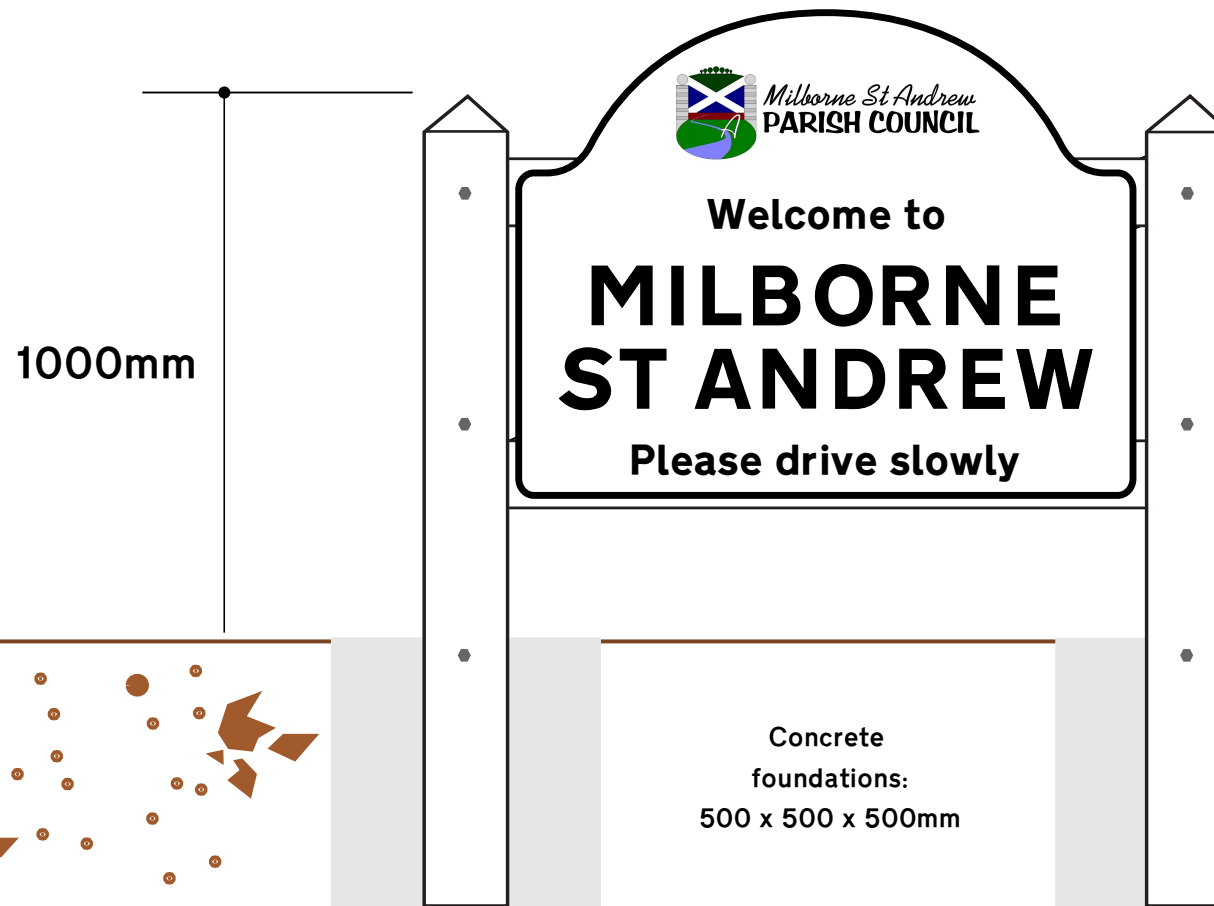 Milborne St Andrew
PARISH COUNCIL
Welcome to
MILBORNE
ST ANDREW
Please drive slowly
1000mm
Concrete
foundations:
500 x 500 x 500mm